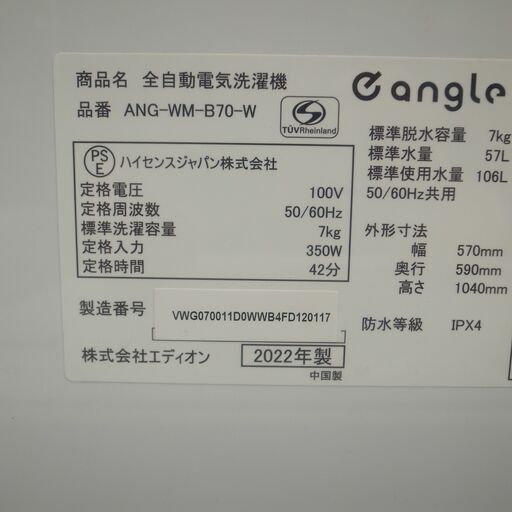 商品名 全自動電気洗濯機
品番 ANG-WM-B70-W
TÜVRheinland
e angle
PS
E
ハイセンスジャパン株式会社
定格電圧 100V
定格周波数 50/60Hz
標準洗濯容量 7kg
定格入力 350W
定格時間 42分
標準脱水容量 7kg
標準水量 57L
標準使用水量 106L
50/60Hz共用
外形寸法
幅 570mm
奥行 590mm
高さ 1040mm
防水等級 IPX4
製造番号 VWG070011D0WWB4FD120117
株式会社エディオン 2022年製
中国製